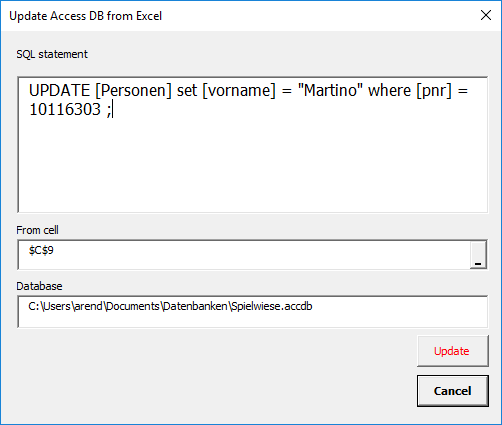 Update Access DB from Excel
SQL statement
UPDATE [Personen] set [vorname] = "Martino" where [pnr] =
10116303 ;
From cell
$C$9
_
Database
C:\Users\arend\Documents\Datenbanken\Spielwiese.accdb
Update
Cancel